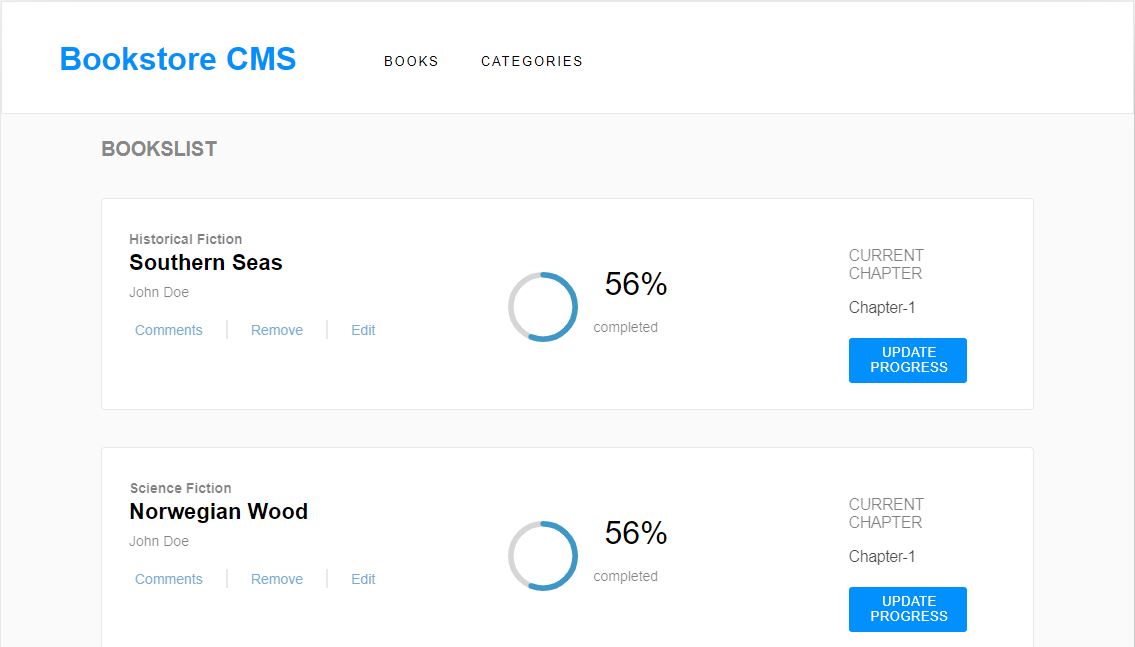 Bookstore CMS
BOOKS CATEGORIES
BOOKSLIST
Historical Fiction
Southern Seas
John Doe
Comments Remove Edit
56%
completed
CURRENT
CHAPTER
Chapter-1
UPDATE
PROGRESS
Science Fiction
Norwegian Wood
John Doe
Comments Remove Edit
56%
completed
CURRENT
CHAPTER
Chapter-1
UPDATE
PROGRESS